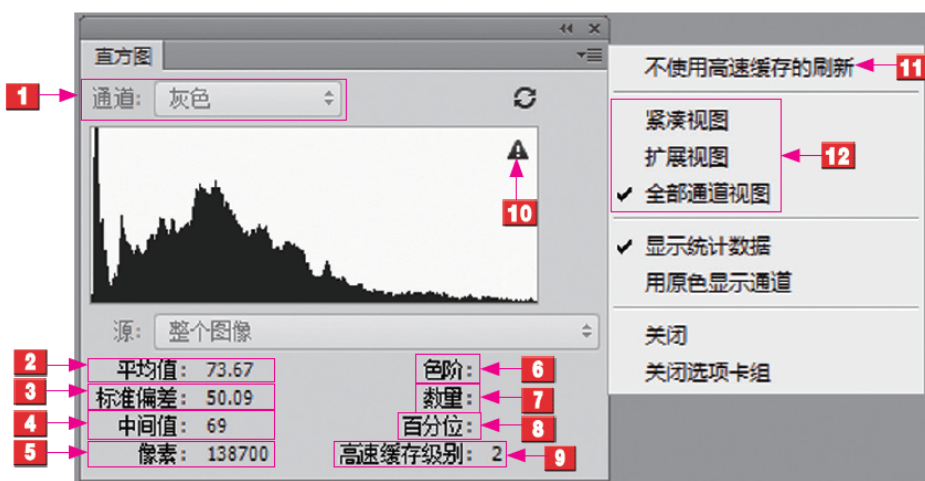 直方图
通道: 灰色
1
10
源: 整个图像
2 平均值: 73.67 色阶: 6
3 标准偏差: 50.09 数量: 7
4 中间值: 69 百分位: 8
5 像素: 138700 高速缓存级别: 2 9
不使用高速缓存的刷新 11
紧凑视图
扩展视图 12
全部通道视图
显示统计数据
用原色显示通道
关闭
关闭选项卡组